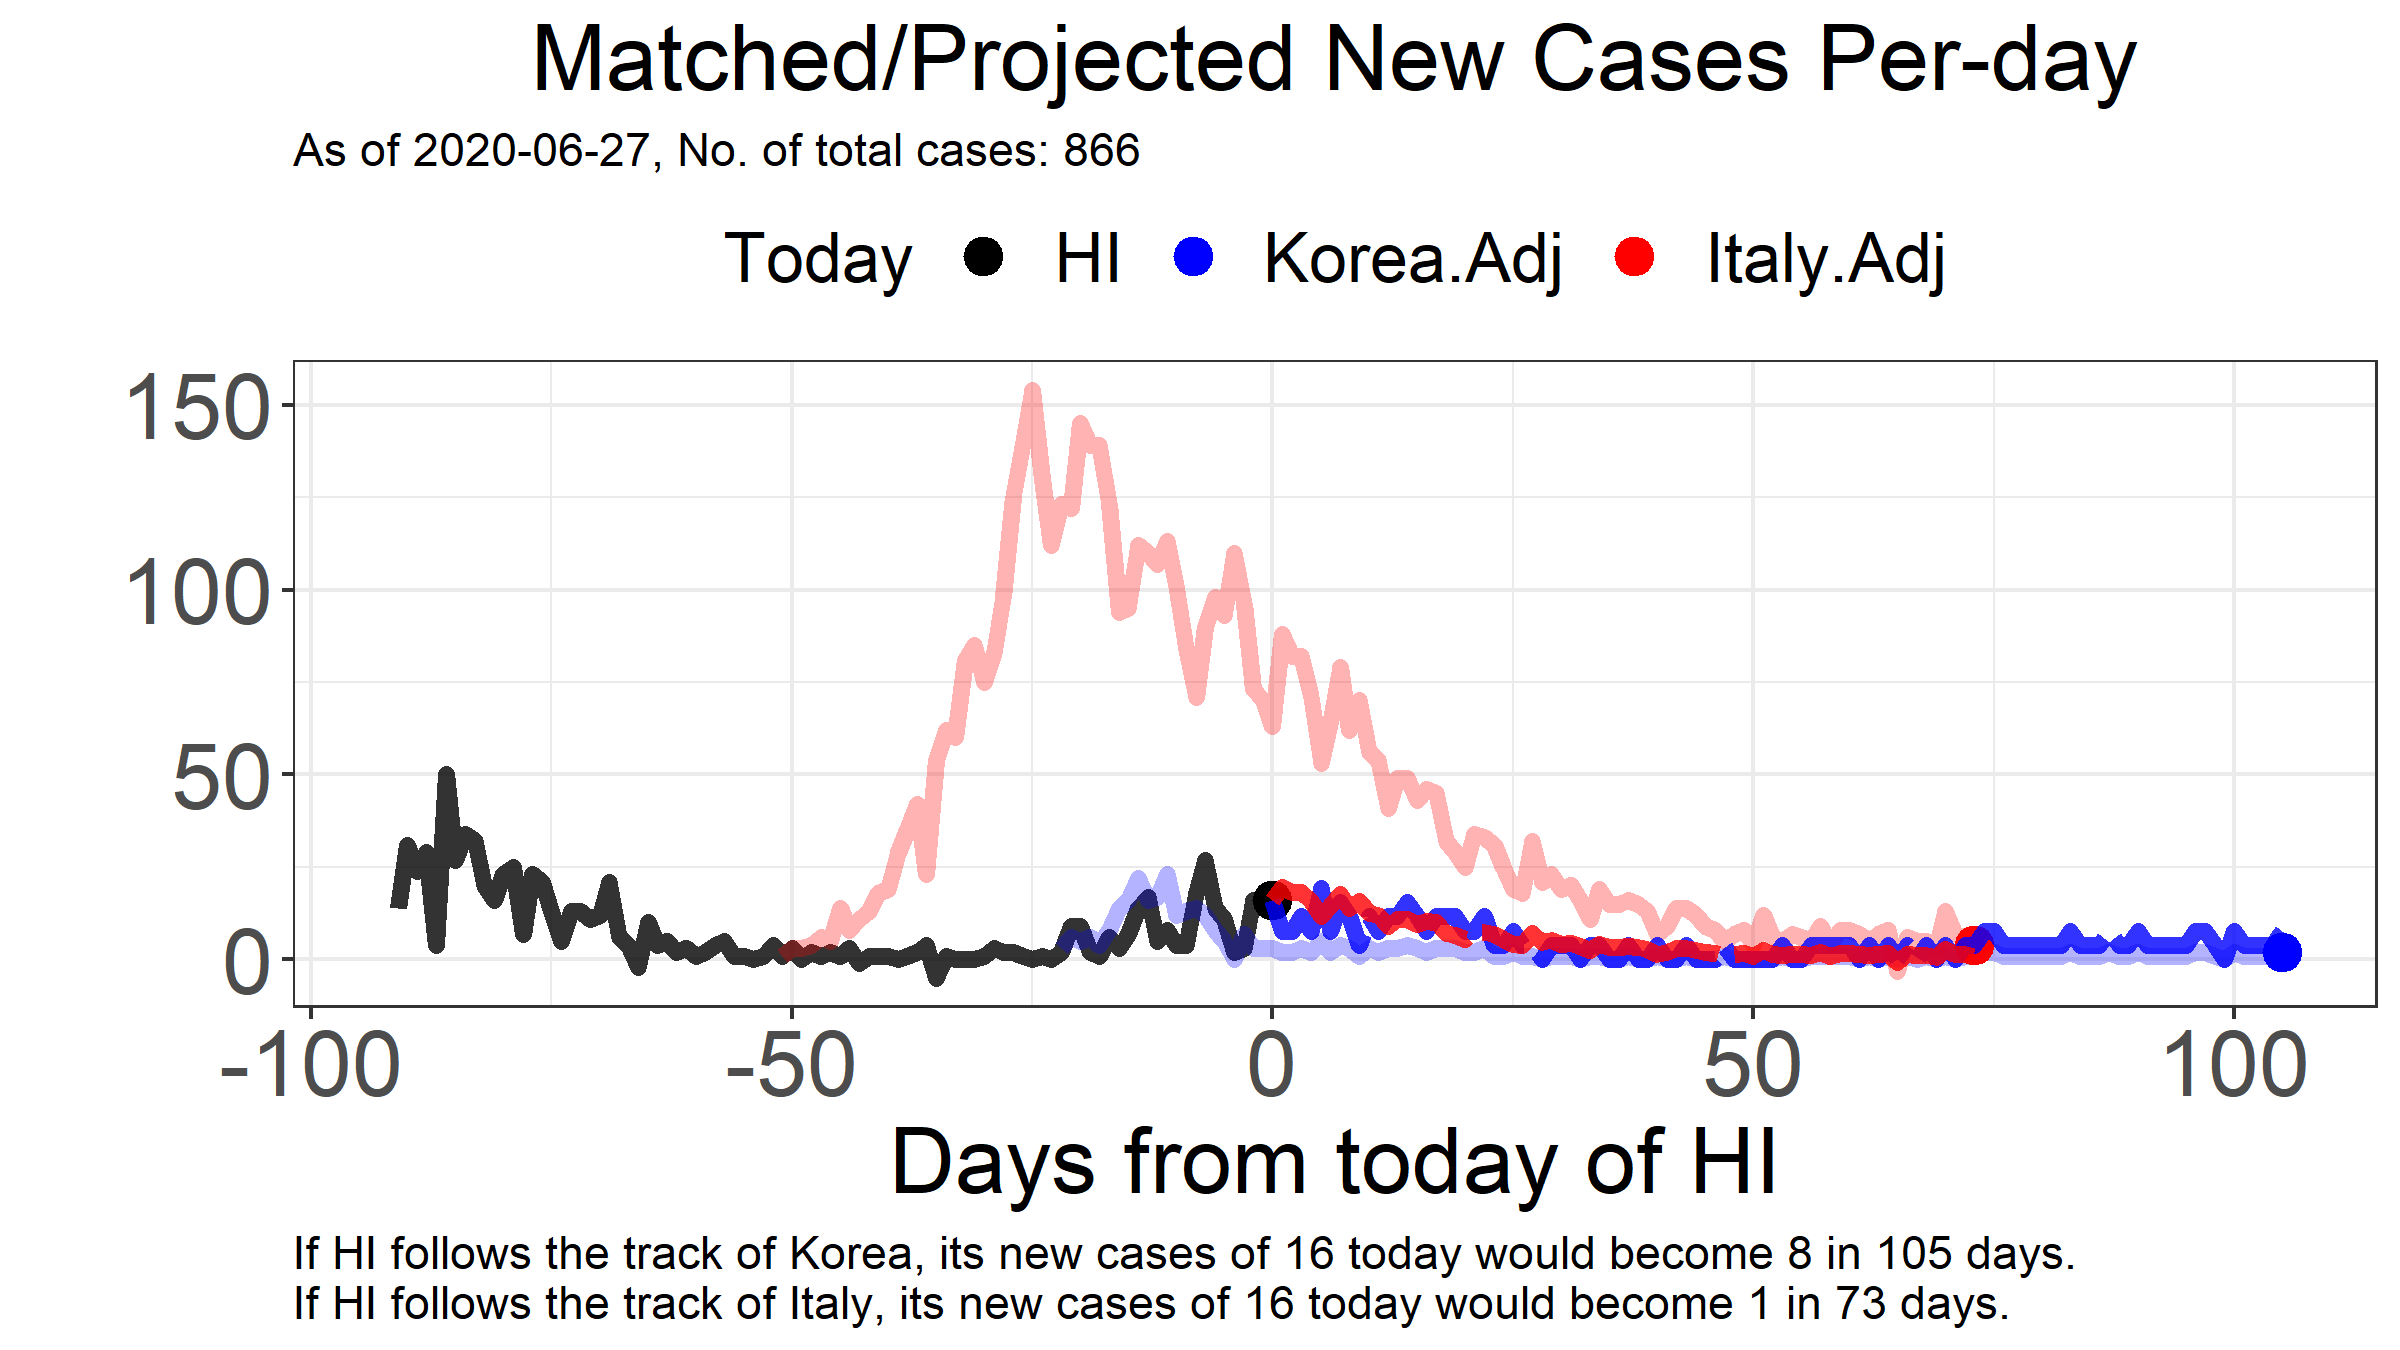 Matched/Projected New Cases Per-day
As of 2020-06-27, No. of total cases: 866
Today HI Korea.Adj Italy.Adj
150
100
50
0
-100 -50 0 50 100
Days from today of HI
If HI follows the track of Korea, its new cases of 16 today would become 8 in 105 days.
If HI follows the track of Italy, its new cases of 16 today would become 1 in 73 days.